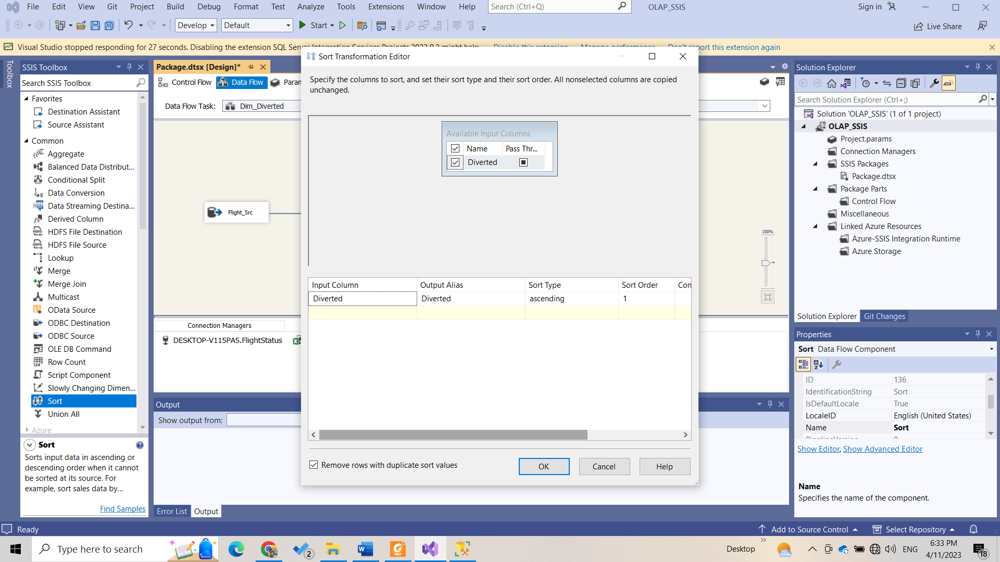 File Edit View Git Project Build Debug Format Test Analyze Tools Extensions Window Help Search (Ctrl+Q) OLAP_SSIS Sign in
Develop Default Start Live Share
Visual Studio stopped responding for 27 seconds. Disabling the extension SQL Server Integration Services Projects 2022 0.3 might help. Disable this extension Manage performance Don't report this extension again
Toolbox
SSIS Toolbox
Search SSIS Toolbox
Favorites
Destination Assistant
Source Assistant
Common
Aggregate
Balanced Data Distribut...
Conditional Split
Data Conversion
Data Streaming Destina...
Derived Column
HDFS File Destination
HDFS File Source
Lookup
Merge
Merge Join
Multicast
OData Source
ODBC Destination
ODBC Source
OLE DB Command
Row Count
Script Component
Slowly Changing Dimen...
Sort
Union All
Azure
Sort
Sorts input data in ascending or
descending order when it cannot
be sorted at its source. For
example, sort sales data by...
Find Samples
Package.dtsx [Design]*
Control Flow Data Flow Param
Data Flow Task: Dim_Diverted
Flight_Src
100%
Connection Managers
DESKTOP-V115PA5.FlightStatus
Output
Show output from:
Error List Output
Sort Transformation Editor
Specify the columns to sort, and set their sort type and their sort order. All nonselected columns are copied
unchanged.
Available Input Columns
Name Pass Thr...
Diverted
Input Column Output Alias Sort Type Sort Order Con
Diverted Diverted ascending 1
Remove rows with duplicate sort values
OK Cancel Help
Solution Explorer
Search Solution Explorer (Ctrl+;)
Solution 'OLAP_SSIS' (1 of 1 project)
OLAP_SSIS
Project.params
Connection Managers
SSIS Packages
Package.dtsx
Package Parts
Control Flow
Miscellaneous
Linked Azure Resources
Azure-SSIS Integration Runtime
Azure Storage
Solution Explorer Git Changes
Properties
Sort Data Flow Component
ID 136
IdentificationString Sort
IsDefaultLocale True
LocaleID English (United States)
Name Sort
Show Editor, Show Advanced Editor
Name
Specifies the name of the component.
Ready Add to Source Control Select Repository
Type here to search 2 Desktop ENG 6:33 PM
4/11/2023 18